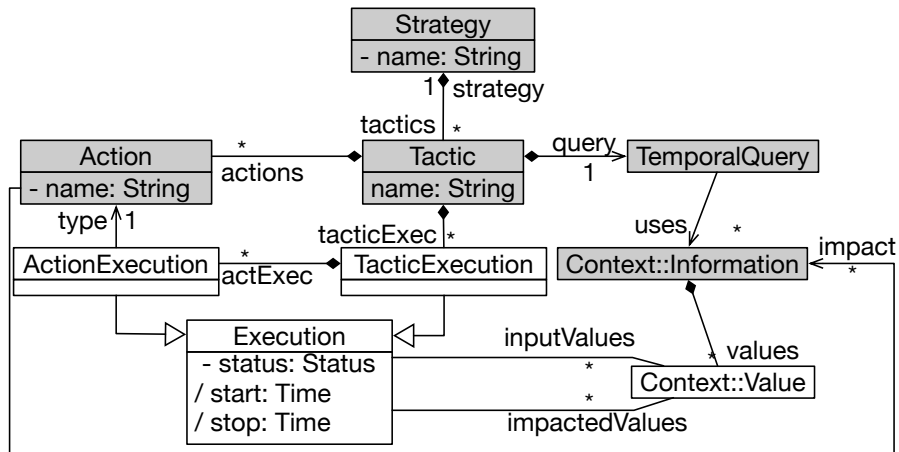 Strategy
- name: String
1
strategy
tactics
*
Action
- name: String
*
actions
Tactic
name: String
query
1
TemporalQuery
type
1
tacticExec
*
uses
*
impact
*
ActionExecution
*
actExec
TacticExecution
Context::Information
Execution
- status: Status
/ start: Time
/ stop: Time
inputValues
*
*
impactedValues
*
values
Context::Value